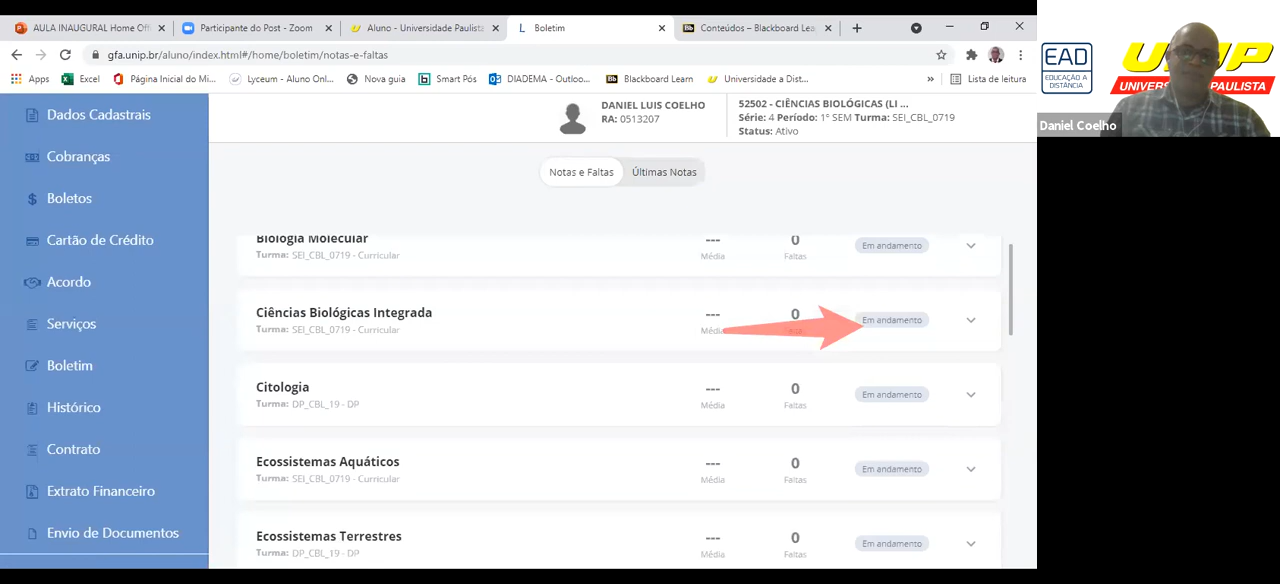 AULA INAUGURAL Home Offi
Participante do Post - Zoom
Aluno - Universidade Paulista
Boletim
Conteúdos – Blackboard Lea
gfa.unip.br/aluno/index.html#/home/boletim/notas-e-faltas
Apps
Excel
Página Inicial do Mi...
Lyceum - Aluno Onl...
Nova guia
Smart Pós
DIADEMA - Outloo...
Blackboard Learn
Universidade a Dist...
»
Lista de leitura
Dados Cadastrais
Cobranças
Boletos
Cartão de Crédito
Acordo
Serviços
Boletim
Histórico
Contrato
Extrato Financeiro
Envio de Documentos
DANIEL LUIS COELHO
RA: 0513207
52502 - CIÊNCIAS BIOLÓGICAS (LI ...
Série: 4 Período: 1° SEM Turma: SEI_CBL_0719
Status: Ativo
Notas e Faltas
Últimas Notas
Biologia Molecular
Turma: SEI_CBL_0719 - Curricular
---
Média
0
Faltas
Em andamento
Ciências Biológicas Integrada
Turma: SEI_CBL_0719 - Curricular
---
Média
0
Faltas
Em andamento
Citologia
Turma: DP_CBL_19 - DP
---
Média
0
Faltas
Em andamento
Ecossistemas Aquáticos
Turma: SEI_CBL_0719 - Curricular
---
Média
0
Faltas
Em andamento
Ecossistemas Terrestres
Turma: DP_CBL_19 - DP
---
Média
0
Faltas
Em andamento
EAD
EDUCAÇÃO A
DISTÂNCIA
UNIP
PAULISTA
Daniel Coelho